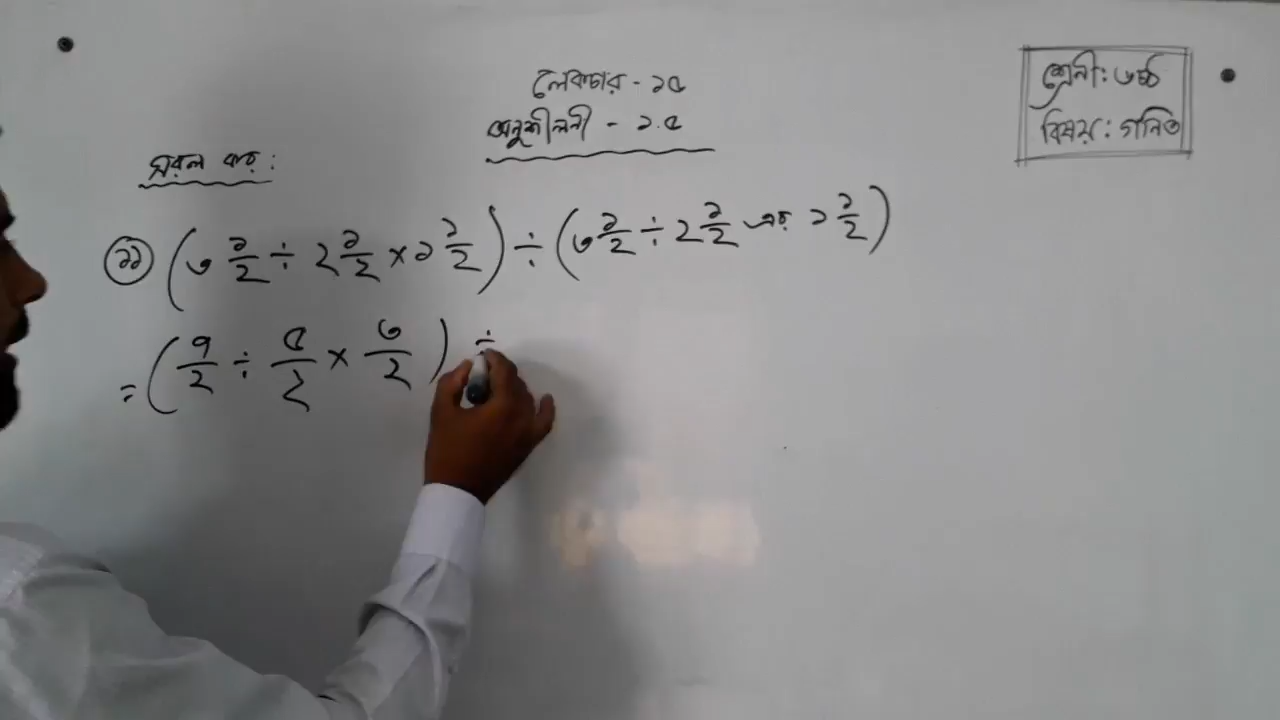 লেকচার - ১৫
অনুশীলনী - ১.৫
শ্রেনী: ৬ষ্ঠ
বিষয়: গনিত
সরল কর:
১১ (৩ ১/২ ÷ ২ ১/২ × ১ ১/২) ÷ (৩ ১/২ ÷ ২ ১/২ এর ১ ১/২)
= (৭/২ ÷ ৫/২ × ৩/২) ÷